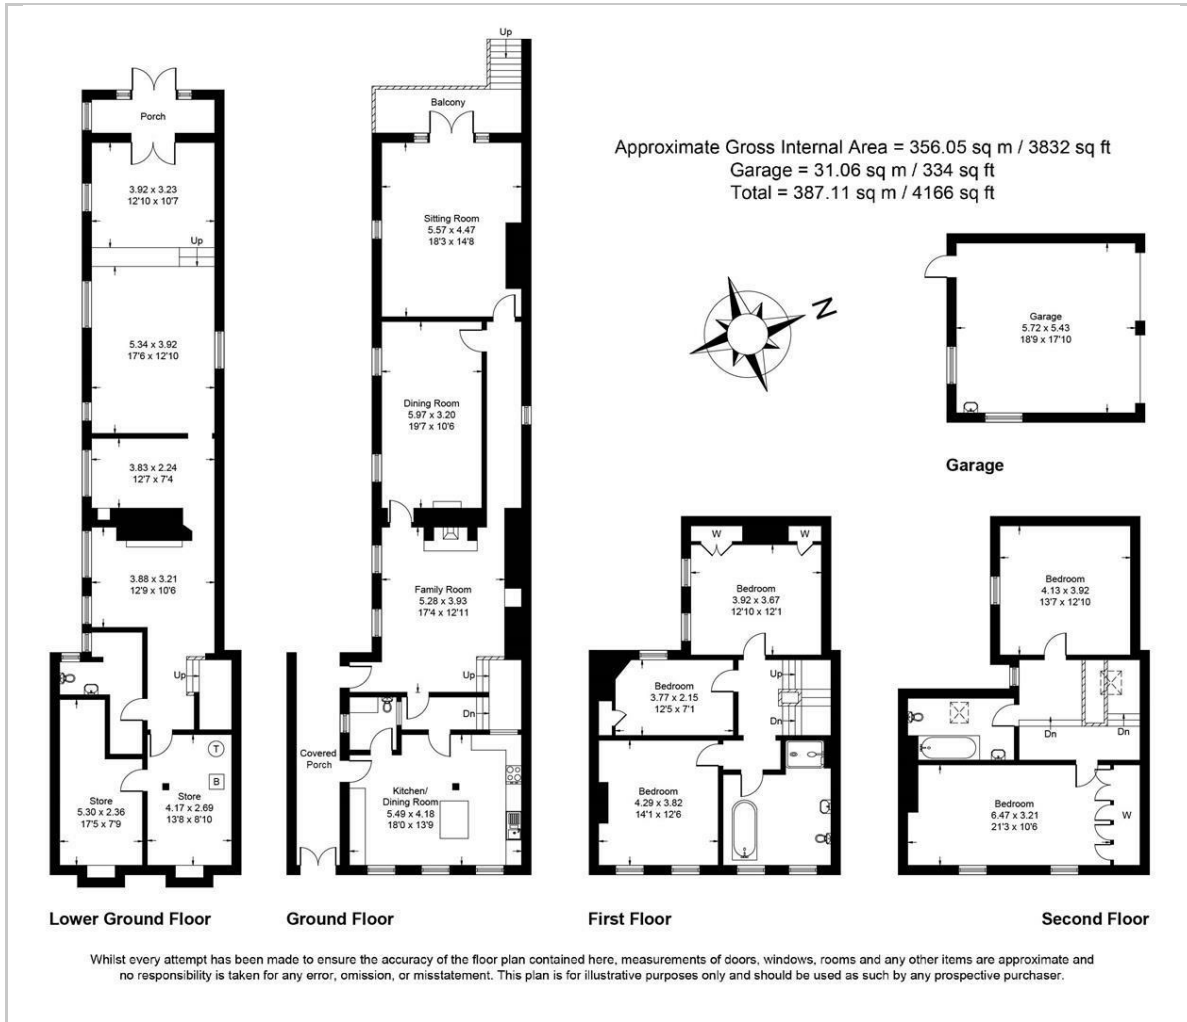 Approximate Gross Internal Area = 356.05 sq m / 3832 sq ft
Garage = 31.06 sq m / 334 sq ft
Total = 387.11 sq m / 4166 sq ft
Porch
3.92 x 3.23
12'10 x 10'7
Up
5.34 x 3.92
17'6 x 12'10
3.83 x 2.24
12'7 x 7'4
3.88 x 3.21
12'9 x 10'6
Up
T
B
Store
5.30 x 2.36
17'5 x 7'9
Store
4.17 x 2.69
13'8 x 8'10
Lower Ground Floor
Up
Balcony
Sitting Room
5.57 x 4.47
18'3 x 14'8
Dining Room
5.97 x 3.20
19'7 x 10'6
Family Room
5.28 x 3.93
17'4 x 12'11
Up
Dn
Covered
Porch
Kitchen/
Dining Room
5.49 x 4.18
18'0 x 13'9
Ground Floor
N
Garage
5.72 x 5.43
18'9 x 17'10
Garage
W
W
Bedroom
3.92 x 3.67
12'10 x 12'1
Up
Bedroom
3.77 x 2.15
12'5 x 7'1
Dn
Bedroom
4.29 x 3.82
14'1 x 12'6
First Floor
Bedroom
4.13 x 3.92
13'7 x 12'10
Dn
Dn
Bedroom
6.47 x 3.21
21'3 x 10'6
W
Second Floor
Whilst every attempt has been made to ensure the accuracy of the floor plan contained here, measurements of doors, windows, rooms and any other items are approximate and
no responsibility is taken for any error, omission, or misstatement. This plan is for illustrative purposes only and should be used as such by any prospective purchaser.